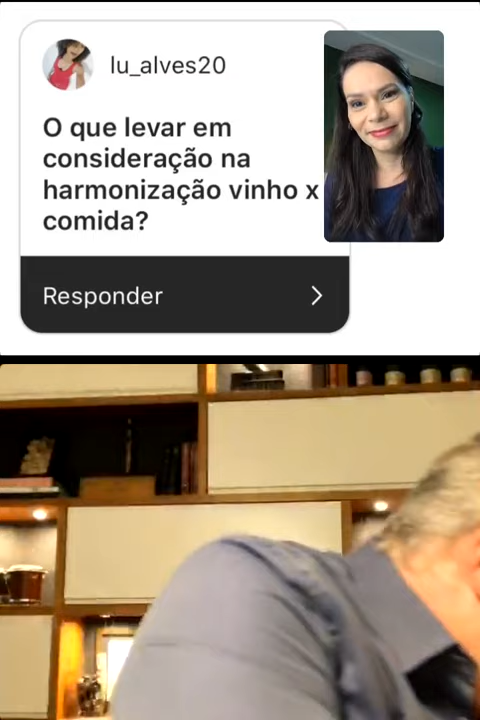 lu_alves20
O que levar em
consideração na
harmonização vinho x
comida?
Responder